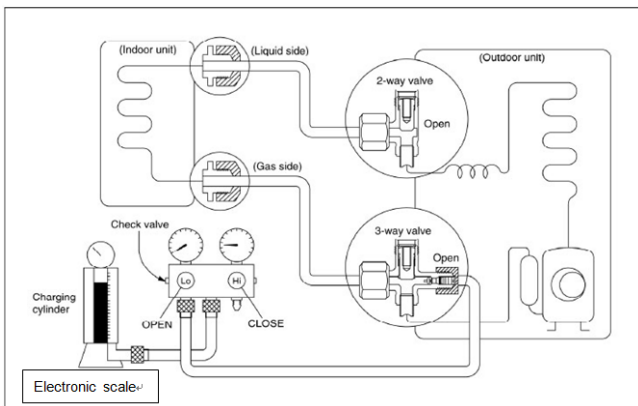 (Indoor unit)
(Liquid side)
(Outdoor unit)
2-way valve
Open
(Gas side)
3-way valve
Open
Check valve
Lo
Hi
Charging
cylinder
OPEN
CLOSE
Electronic scale